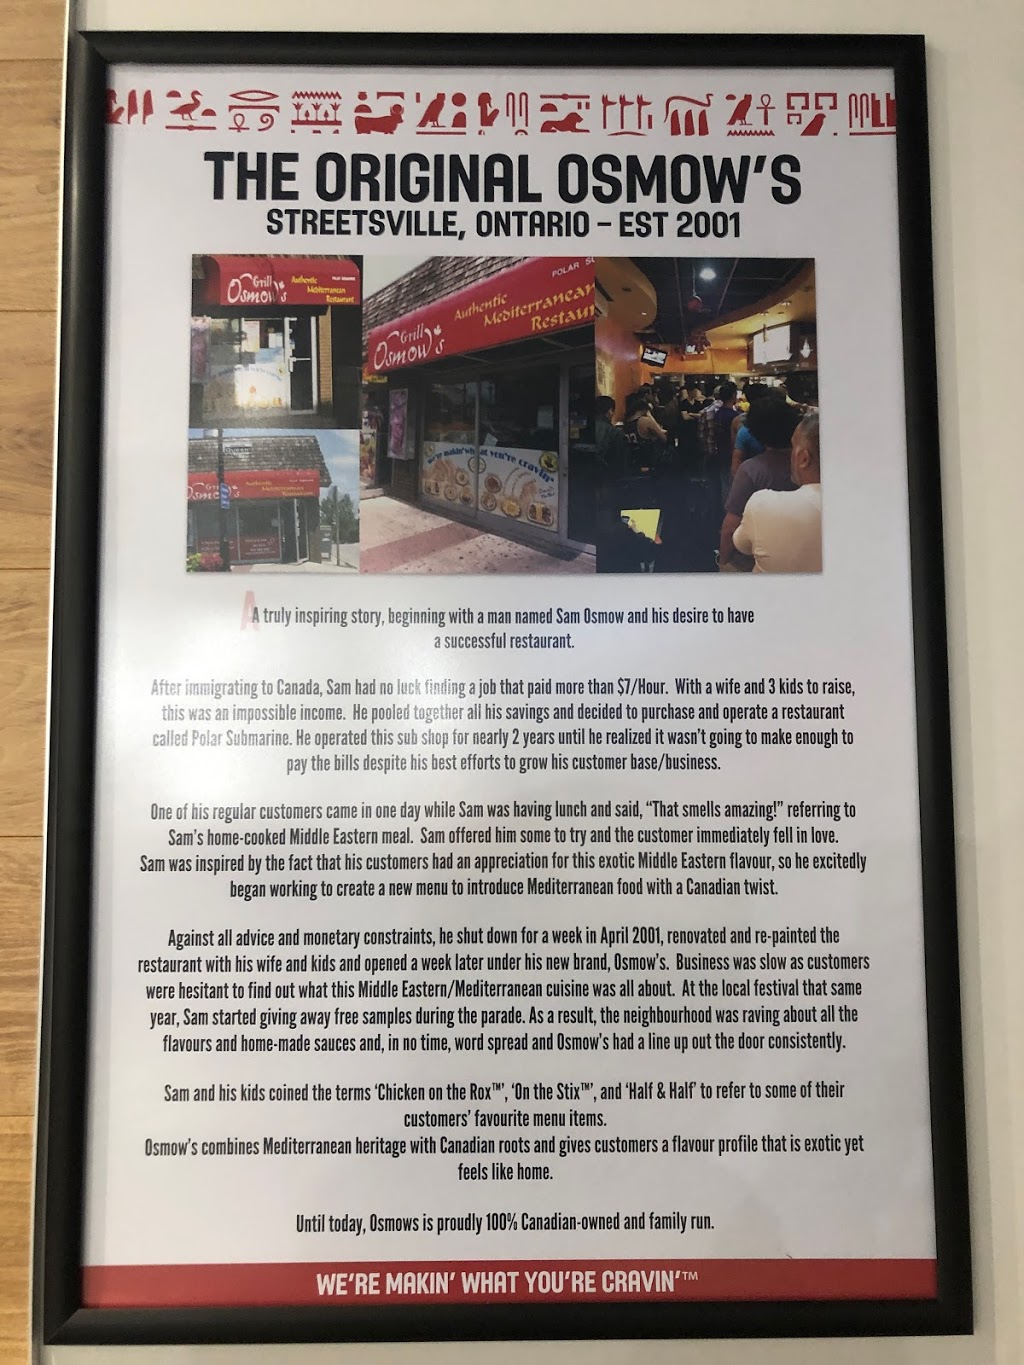 THE ORIGINAL OSMOW'S
STREETSVILLE, ONTARIO – EST 2001
Grill
Osmow's
Authentic
Mediterranean
Restaurant
POLAR
Grill
Osmow's
Authentic
Mediterranean
Restaur
We're makin' what you're cravin'
Osmow's
A truly inspiring story, beginning with a man named Sam Osmow and his desire to have
a successful restaurant.
After immigrating to Canada, Sam had no luck finding a job that paid more than $7/Hour. With a wife and 3 kids to raise,
this was an impossible income. He pooled together all his savings and decided to purchase and operate a restaurant
called Polar Submarine. He operated this sub shop for nearly 2 years until he realized it wasn't going to make enough to
pay the bills despite his best efforts to grow his customer base/business.
One of his regular customers came in one day while Sam was having lunch and said, “That smells amazing!” referring to
Sam's home-cooked Middle Eastern meal. Sam offered him some to try and the customer immediately fell in love.
Sam was inspired by the fact that his customers had an appreciation for this exotic Middle Eastern flavour, so he excitedly
began working to create a new menu to introduce Mediterranean food with a Canadian twist.
Against all advice and monetary constraints, he shut down for a week in April 2001, renovated and re-painted the
restaurant with his wife and kids and opened a week later under his new brand, Osmow's. Business was slow as customers
were hesitant to find out what this Middle Eastern/Mediterranean cuisine was all about. At the local festival that same
year, Sam started giving away free samples during the parade. As a result, the neighbourhood was raving about all the
flavours and home-made sauces and, in no time, word spread and Osmow's had a line up out the door consistently.
Sam and his kids coined the terms ‘Chicken on the Rox™’, ‘On the Stix™’, and ‘Half & Half’ to refer to some of their
customers’ favourite menu items.
Osmow's combines Mediterranean heritage with Canadian roots and gives customers a flavour profile that is exotic yet
feels like home.
Until today, Osmows is proudly 100% Canadian-owned and family run.
WE'RE MAKIN' WHAT YOU'RE CRAVIN'™